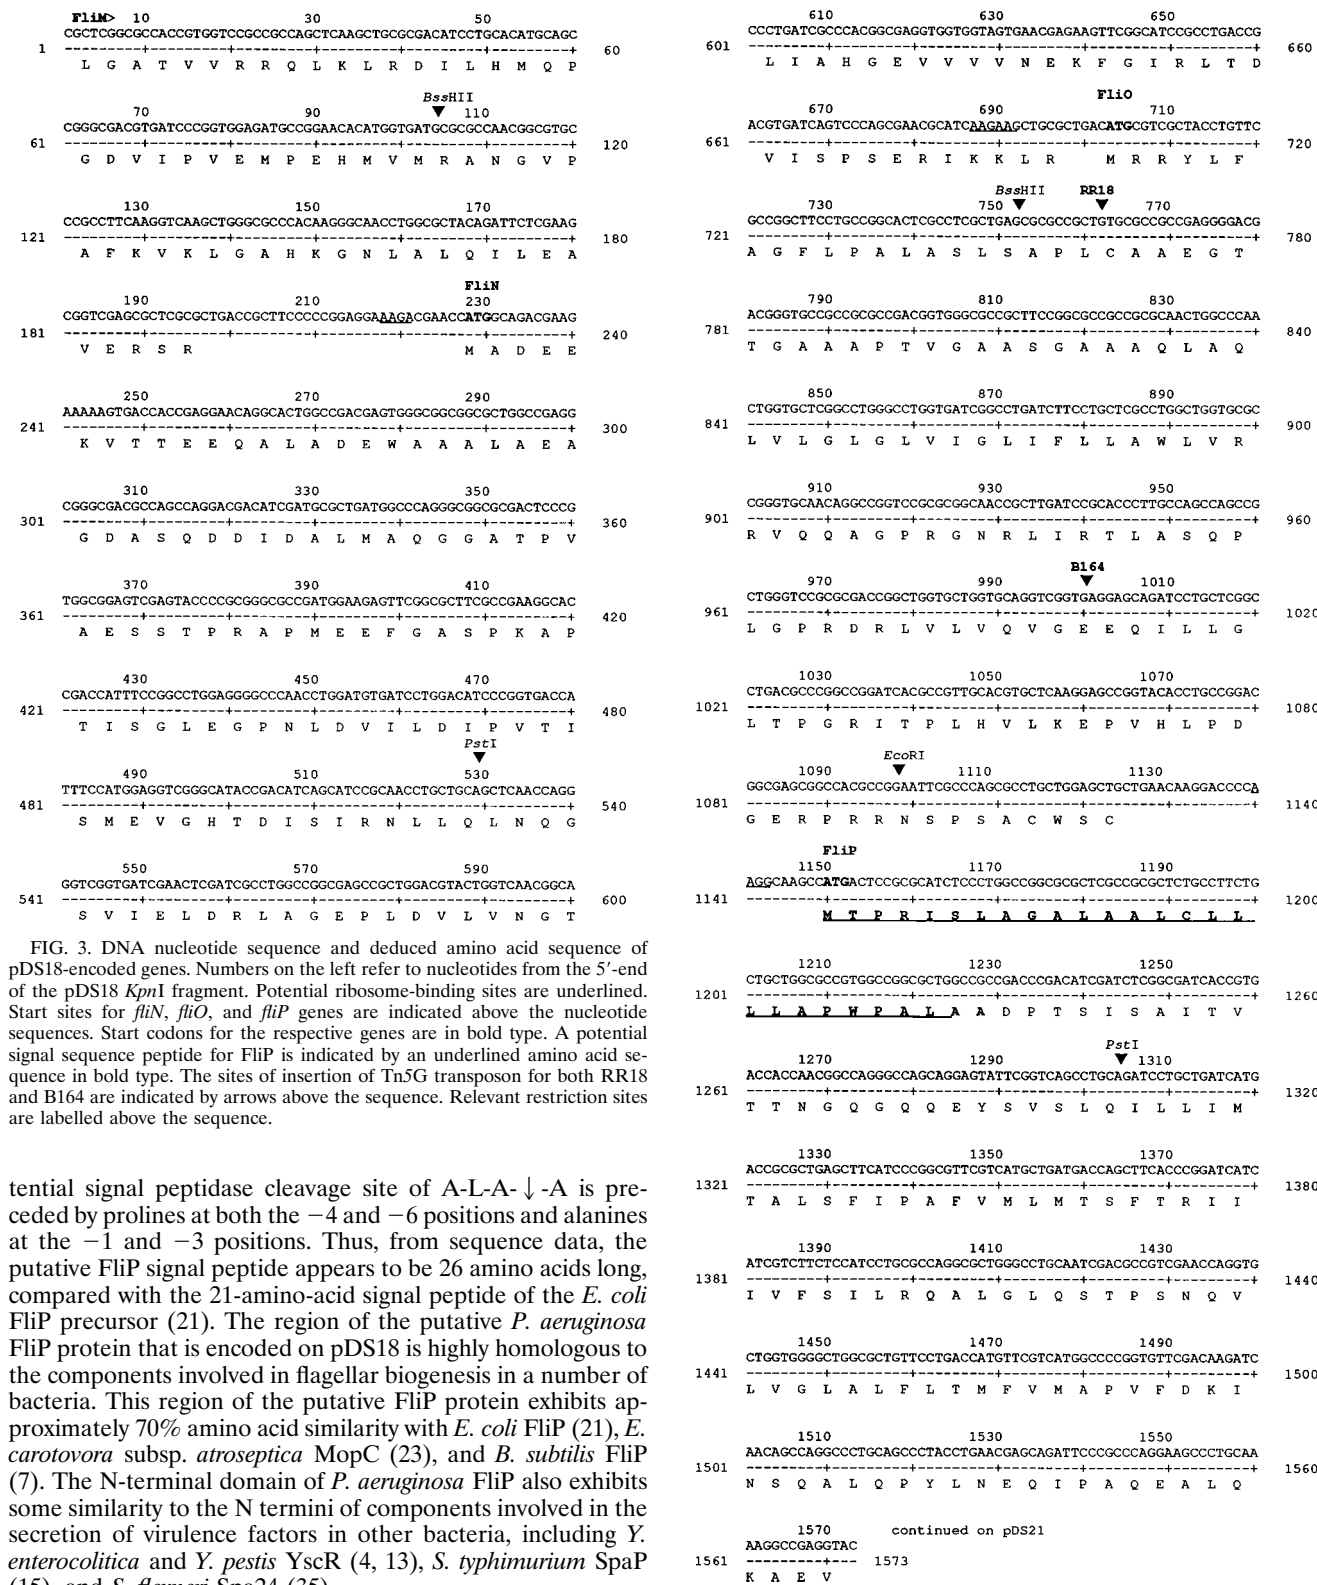 FliM> 10 30 50
CGCTCGGCGCCACCGTGGTCCGCCGCCAGCTCAAGCTGCGCGACATCCTGCACATGCAGC
1 ---------+---------+---------+---------+---------+---------+ 60
L G A T V V R R Q L K L R D I L H M Q P
BssHII
70 90 110
CGGGCGACGTGATCCCGGTGGAGATGCCGGAACACATGGTGATGCGCGCCAACGGCGTGC
61 ---------+---------+---------+---------+---------+---------+ 120
G D V I P V E M P E H M V M R A N G V P
130 150 170
CCGCCTTCAAGGTCAAGCTGGGCGCCCACAAGGGCAACCTGGCGCTACAGATTCTCGAAG
121 ---------+---------+---------+---------+---------+---------+ 180
A F K V K L G A H K G N L A L Q I L E A
FliN
190 210 230
CGGTCGAGCGCTCGCGCTGACCGCTTCCCCCGGAGGAAAGACGAACCATGGCAGACGAAG
181 ---------+---------+---------+---------+---------+---------+ 240
V E R S R M A D E E
250 270 290
AAAAAGTGACCACCGAGGAACAGGCACTGGCCGACGAGTGGGCGGCGGCGCTGGCCGAGG
241 ---------+---------+---------+---------+---------+---------+ 300
K V T T E E Q A L A D E W A A A L A E A
310 330 350
CGGGCGACGCCAGCCAGGACGACATCGATGCGCTGATGGCCCAGGGCGGCGCGACTCCCG
301 ---------+---------+---------+---------+---------+---------+ 360
G D A S Q D D I D A L M A Q G G A T P V
370 390 410
TGGCGGAGTCGAGTACCCCGCGGGCGCCGATGGAAGAGTTCGGCGCTTCGCCGAAGGCAC
361 ---------+---------+---------+---------+---------+---------+ 420
A E S S T P R A P M E E F G A S P K A P
430 450 470
CGACCATTTCCGGCCTGGAGGGGCCCAACCTGGATGTGATCCTGGACATCCCGGTGACCA
421 ---------+---------+---------+---------+---------+---------+ 480
T I S G L E G P N L D V I L D I P V T I
PstI
490 510 530
TTTCCATGGAGGTCGGGCATACCGACATCAGCATCCGCAACCTGCTGCAGCTCAACCAGG
481 ---------+---------+---------+---------+---------+---------+ 540
S M E V G H T D I S I R N L L Q L N Q G
550 570 590
GGTCGGTGATCGAACTCGATCGCCTGGCCGGCGAGCCGCTGGACGTACTGGTCAACGGCA
541 ---------+---------+---------+---------+---------+---------+ 600
S V I E L D R L A G E P L D V L V N G T
FIG. 3. DNA nucleotide sequence and deduced amino acid sequence of
pDS18-encoded genes. Numbers on the left refer to nucleotides from the 5′-end
of the pDS18 KpnI fragment. Potential ribosome-binding sites are underlined.
Start sites for fliN, fliO, and fliP genes are indicated above the nucleotide
sequences. Start codons for the respective genes are in bold type. A potential
signal sequence peptide for FliP is indicated by an underlined amino acid se-
quence in bold type. The sites of insertion of Tn5G transposon for both RR18
and B164 are indicated by arrows above the sequence. Relevant restriction sites
are labelled above the sequence.
tential signal peptidase cleavage site of A-L-A-↓-A is pre-
ceded by prolines at both the −4 and −6 positions and alanines
at the −1 and −3 positions. Thus, from sequence data, the
putative FliP signal peptide appears to be 26 amino acids long,
compared with the 21-amino-acid signal peptide of the E. coli
FliP precursor (21). The region of the putative P. aeruginosa
FliP protein that is encoded on pDS18 is highly homologous to
the components involved in flagellar biogenesis in a number of
bacteria. This region of the putative FliP protein exhibits ap-
proximately 70% amino acid similarity with E. coli FliP (21), E.
carotovora subsp. atroseptica MopC (23), and B. subtilis FliP
(7). The N-terminal domain of P. aeruginosa FliP also exhibits
some similarity to the N termini of components involved in the
secretion of virulence factors in other bacteria, including Y.
enterocolitica and Y. pestis YscR (4, 13), S. typhimurium SpaP
(15), and S. flexneri Spa24 (35).
610 630 650
CCCTGATCGCCCACGGCGAGGTGGTGGTAGTGAACGAGAAGTTCGGCATCCGCCTGACCG
601 ---------+---------+---------+---------+---------+---------+ 660
L I A H G E V V V V N E K F G I R L T D
FliO
670 690 710
ACGTGATCAGTCCCAGCGAACGCATCAAGAAGCTGCGCTGACATGCGTCGCTACCTGTTC
661 ---------+---------+---------+---------+---------+---------+ 720
V I S P S E R I K K L R M R R Y L F
BssHII RR18
730 750 770
GCCGGCTTCCTGCCGGCACTCGCCTCGCTGAGCGCGCCGCTGTGCGCCGCCGAGGGGACG
721 ---------+---------+---------+---------+---------+---------+ 780
A G F L P A L A S L S A P L C A A E G T
790 810 830
ACGGGTGCCGCCGCGCCGACGGTGGGCGCCGCTTCCGGCGCCGCCGCGCAACTGGCCCAA
781 ---------+---------+---------+---------+---------+---------+ 840
T G A A A P T V G A A S G A A A Q L A Q
850 870 890
CTGGTGCTCGGCCTGGGCCTGGTGATCGGCCTGATCTTCCTGCTCGCCTGGCTGGTGCGC
841 ---------+---------+---------+---------+---------+---------+ 900
L V L G L G L V I G L I F L L A W L V R
910 930 950
CGGGTGCAACAGGCCGGTCCGCGCGGCAACCGCTTGATCCGCACCCTTGCCAGCCAGCCG
901 ---------+---------+---------+---------+---------+---------+ 960
R V Q Q A G P R G N R L I R T L A S Q P
B164
970 990 1010
CTGGGTCCGCGCGACCGGCTGGTGCTGGTGCAGGTCGGTGAGGAGCAGATCCTGCTCGGC
961 ---------+---------+---------+---------+---------+---------+ 1020
L G P R D R L V L V Q V G E E Q I L L G
1030 1050 1070
CTGACGCCCGGCCGGATCACGCCGTTGCACGTGCTCAAGGAGCCGGTACACCTGCCGGAC
1021 ---------+---------+---------+---------+---------+---------+ 1080
L T P G R I T P L H V L K E P V H L P D
EcoRI
1090 1110 1130
GGCGAGCGGCCACGCCGGAATTCGCCCAGCGCCTGCTGGAGCTGCTGAACAAGGACCCCA
1081 ---------+---------+---------+---------+---------+---------+ 1140
G E R P R R N S P S A C W S C
FliP
1150 1170 1190
AGGCAAGCCATGACTCCGCGCATCTCCCTGGCCGGCGCGCTCGCCGCGCTCTGCCTTCTG
1141 ---------+---------+---------+---------+---------+---------+ 1200
M T P R I S L A G A L A A L C L L
1210 1230 1250
CTGCTGGCGCCGTGGCCGGCGCTGGCCGCCGACCCGACATCGATCTCGGCGATCACCGTG
1201 ---------+---------+---------+---------+---------+---------+ 1260
L L A P W P A L A A D P T S I S A I T V
PstI
1270 1290 1310
ACCACCAACGGCCAGGGCCAGCAGGAGTATTCGGTCAGCCTGCAGATCCTGCTGATCATG
1261 ---------+---------+---------+---------+---------+---------+ 1320
T T N G Q G Q Q E Y S V S L Q I L L I M
1330 1350 1370
ACCGCGCTGAGCTTCATCCCGGCGTTCGTCATGCTGATGACCAGCTTCACCCGGATCATC
1321 ---------+---------+---------+---------+---------+---------+ 1380
T A L S F I P A F V M L M T S F T R I I
1390 1410 1430
ATCGTCTTCTCCATCCTGCGCCAGGCGCTGGGCCTGCAATCGACGCCGTCGAACCAGGTG
1381 ---------+---------+---------+---------+---------+---------+ 1440
I V F S I L R Q A L G L Q S T P S N Q V
1450 1470 1490
CTGGTGGGGCTGGCGCTGTTCCTGACCATGTTCGTCATGGCCCCGGTGTTCGACAAGATC
1441 ---------+---------+---------+---------+---------+---------+ 1500
L V G L A L F L T M F V M A P V F D K I
1510 1530 1550
AACAGCCAGGCCCTGCAGCCCTACCTGAACGAGCAGATTCCCGCCCAGGAAGCCCTGCAA
1501 ---------+---------+---------+---------+---------+---------+ 1560
N S Q A L Q P Y L N E Q I P A Q E A L Q
1570 continued on pDS21
AAGGCCGAGGTAC
1561 ---------+--- 1573
K A E V